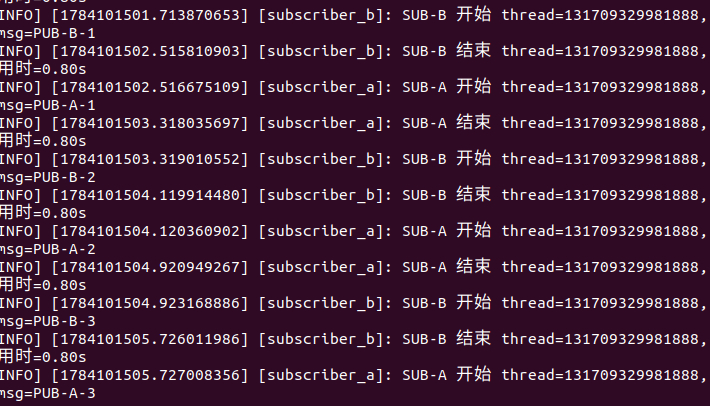 INFO] [1784101501.713870653] [subscriber_b]: SUB-B 开始 thread=131709329981888,
msg=PUB-B-1
INFO] [1784101502.515810903] [subscriber_b]: SUB-B 结束 thread=131709329981888,
用时=0.80s
INFO] [1784101502.516675109] [subscriber_a]: SUB-A 开始 thread=131709329981888,
msg=PUB-A-1
INFO] [1784101503.318035697] [subscriber_a]: SUB-A 结束 thread=131709329981888,
用时=0.80s
INFO] [1784101503.319010552] [subscriber_b]: SUB-B 开始 thread=131709329981888,
msg=PUB-B-2
INFO] [1784101504.119914480] [subscriber_b]: SUB-B 结束 thread=131709329981888,
用时=0.80s
INFO] [1784101504.120360902] [subscriber_a]: SUB-A 开始 thread=131709329981888,
msg=PUB-A-2
INFO] [1784101504.920949267] [subscriber_a]: SUB-A 结束 thread=131709329981888,
用时=0.80s
INFO] [1784101504.923168886] [subscriber_b]: SUB-B 开始 thread=131709329981888,
msg=PUB-B-3
INFO] [1784101505.726011986] [subscriber_b]: SUB-B 结束 thread=131709329981888,
用时=0.80s
INFO] [1784101505.727008356] [subscriber_a]: SUB-A 开始 thread=131709329981888,
msg=PUB-A-3